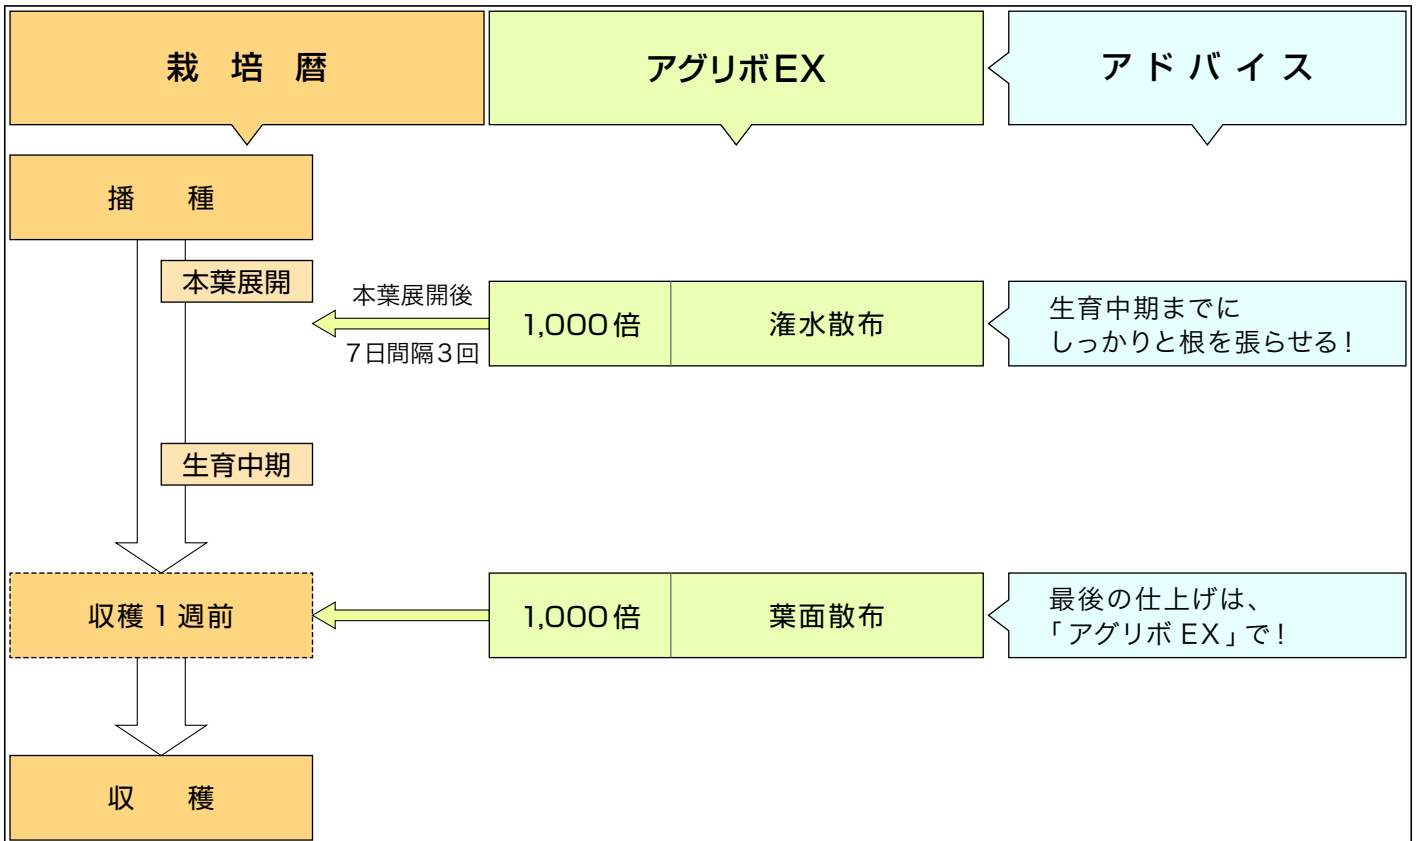 栽培暦
アグリボEX
アドバイス
播種
本葉展開
本葉展開後
7日間隔3回
1,000倍
潅水散布
生育中期までに
しっかりと根を張らせる!
生育中期
収穫1週前
1,000倍
葉面散布
最後の仕上げは、
「アグリボEX」で!
収穫